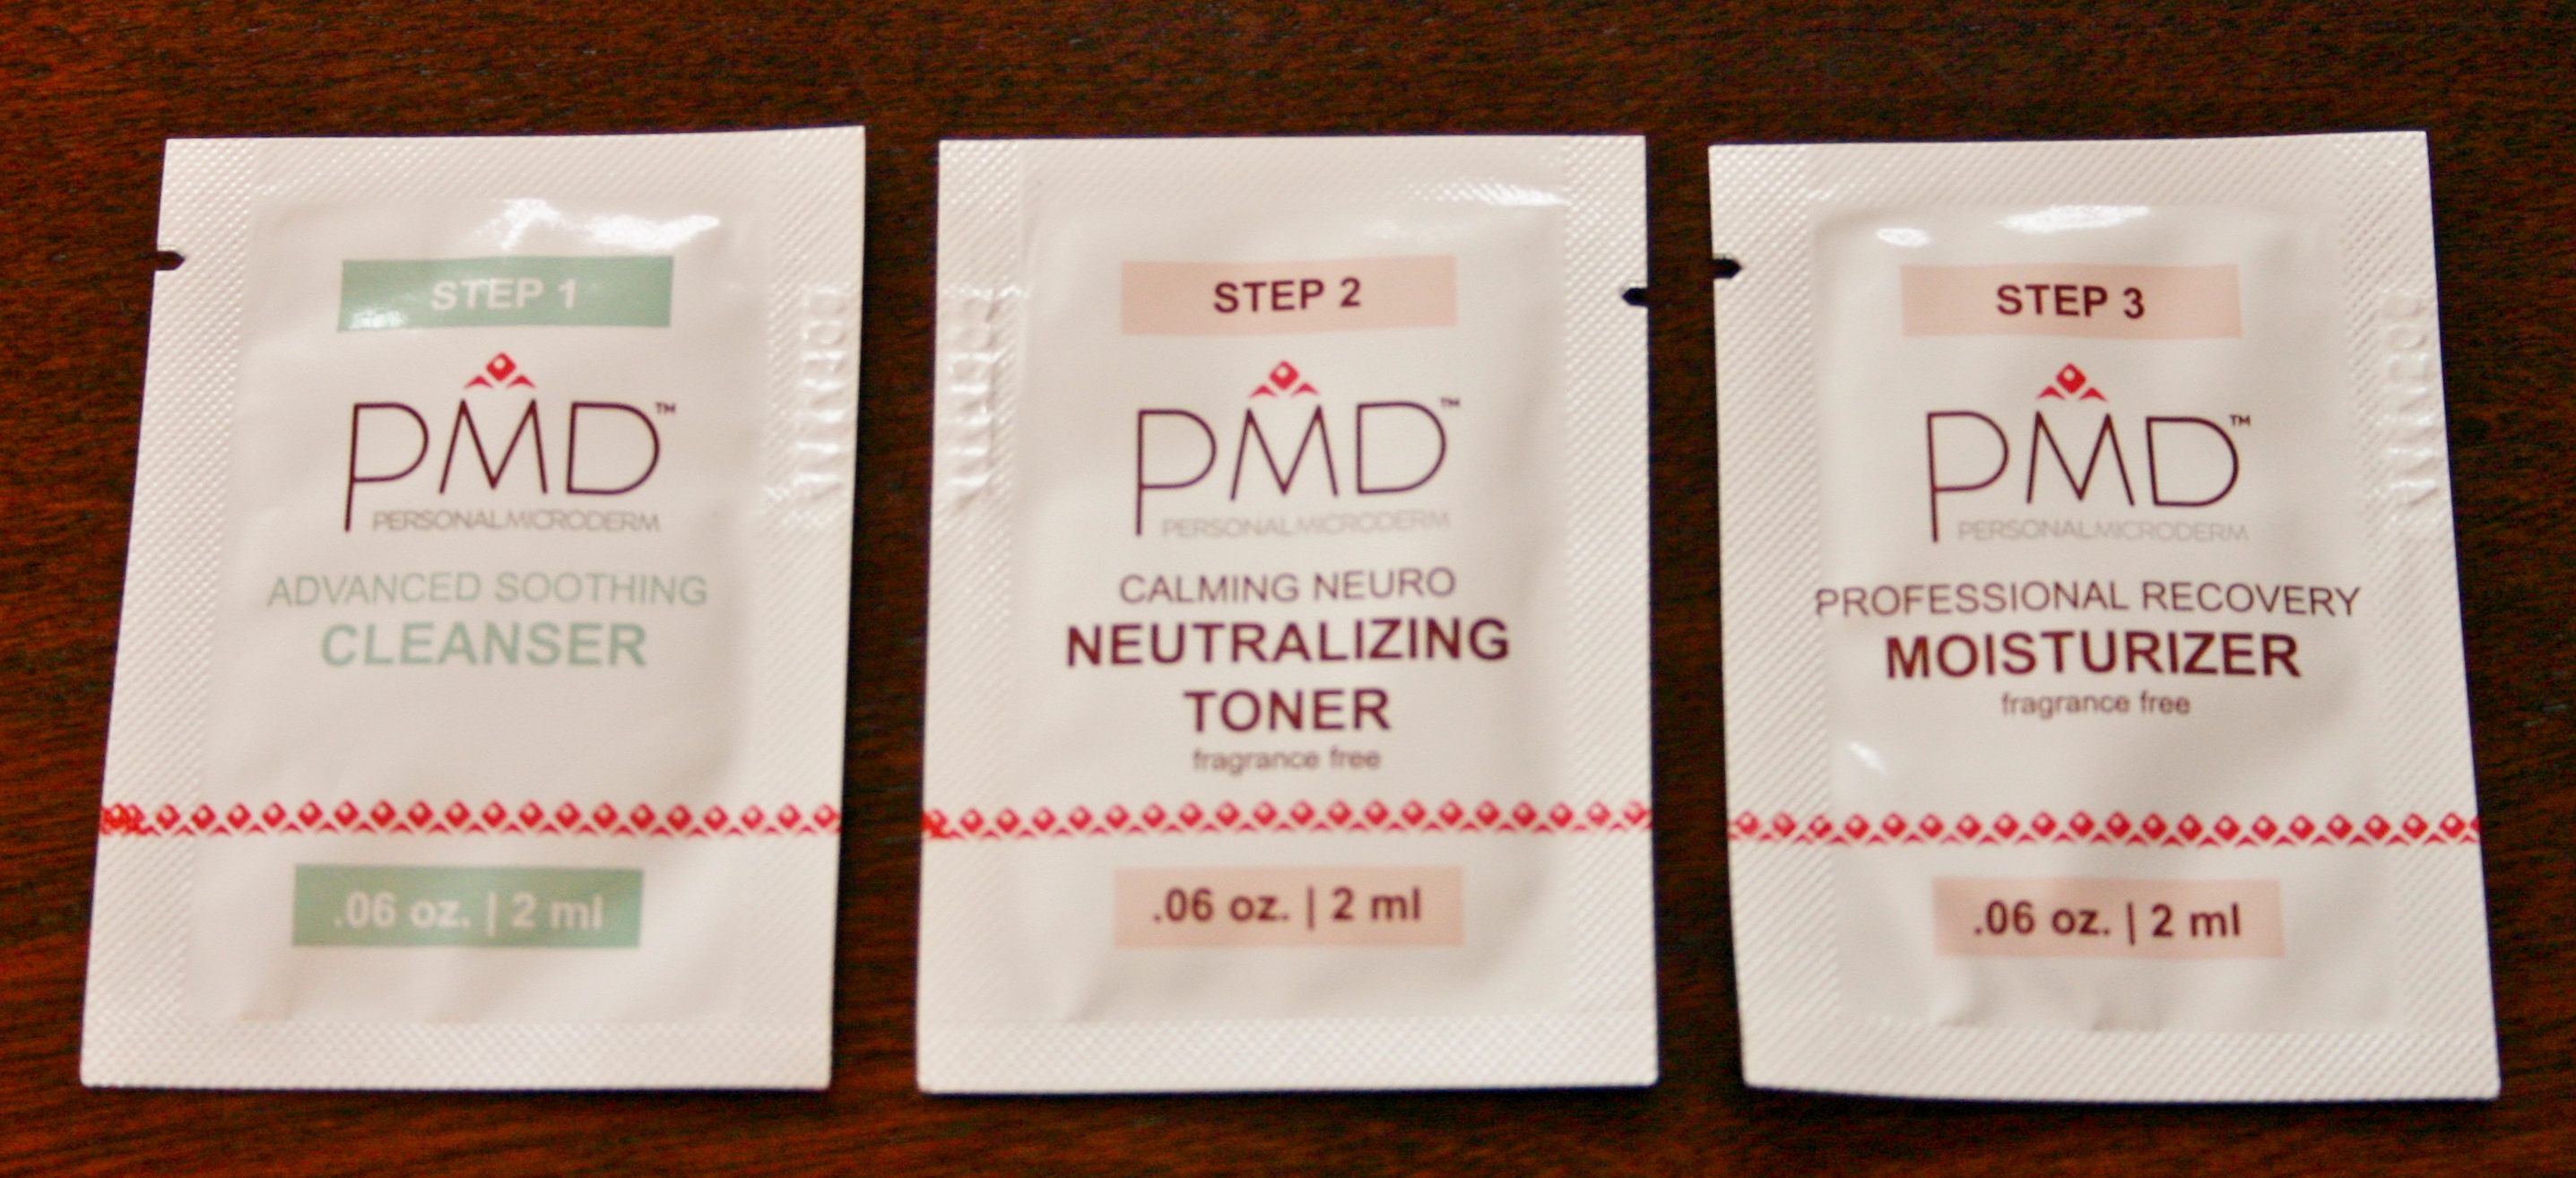 STEP 1
PMD™
PERSONALMICRODERM
ADVANCED SOOTHING
CLEANSER
.06 oz. | 2 ml
STEP 2
PMD™
PERSONALMICRODERM
CALMING NEURO
NEUTRALIZING
TONER
fragrance free
.06 oz. | 2 ml
STEP 3
PMD™
PERSONALMICRODERM
PROFESSIONAL RECOVERY
MOISTURIZER
fragrance free
.06 oz. | 2 ml